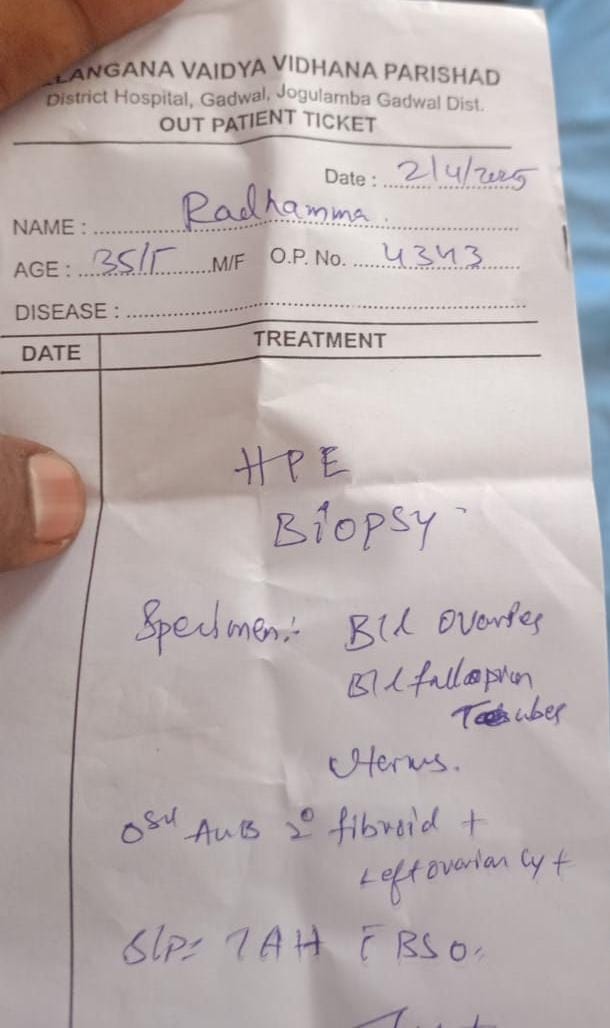 LANGANA VAIDYA VIDHANA PARISHAD
District Hospital, Gadwal, Jogulamba Gadwal Dist.
OUT PATIENT TICKET
Date : 2/4/2025
NAME : Radhamma
AGE : 35/F M/F O.P. No. 4343
DISEASE :
DATE TREATMENT
HPE
Biopsy
Specimen:- B/L ovaries
B/L fallopian
Tubes
Uterus.
AUB 2° fibroid +
Left ovarian cyt
S/P= TAH c BSO.